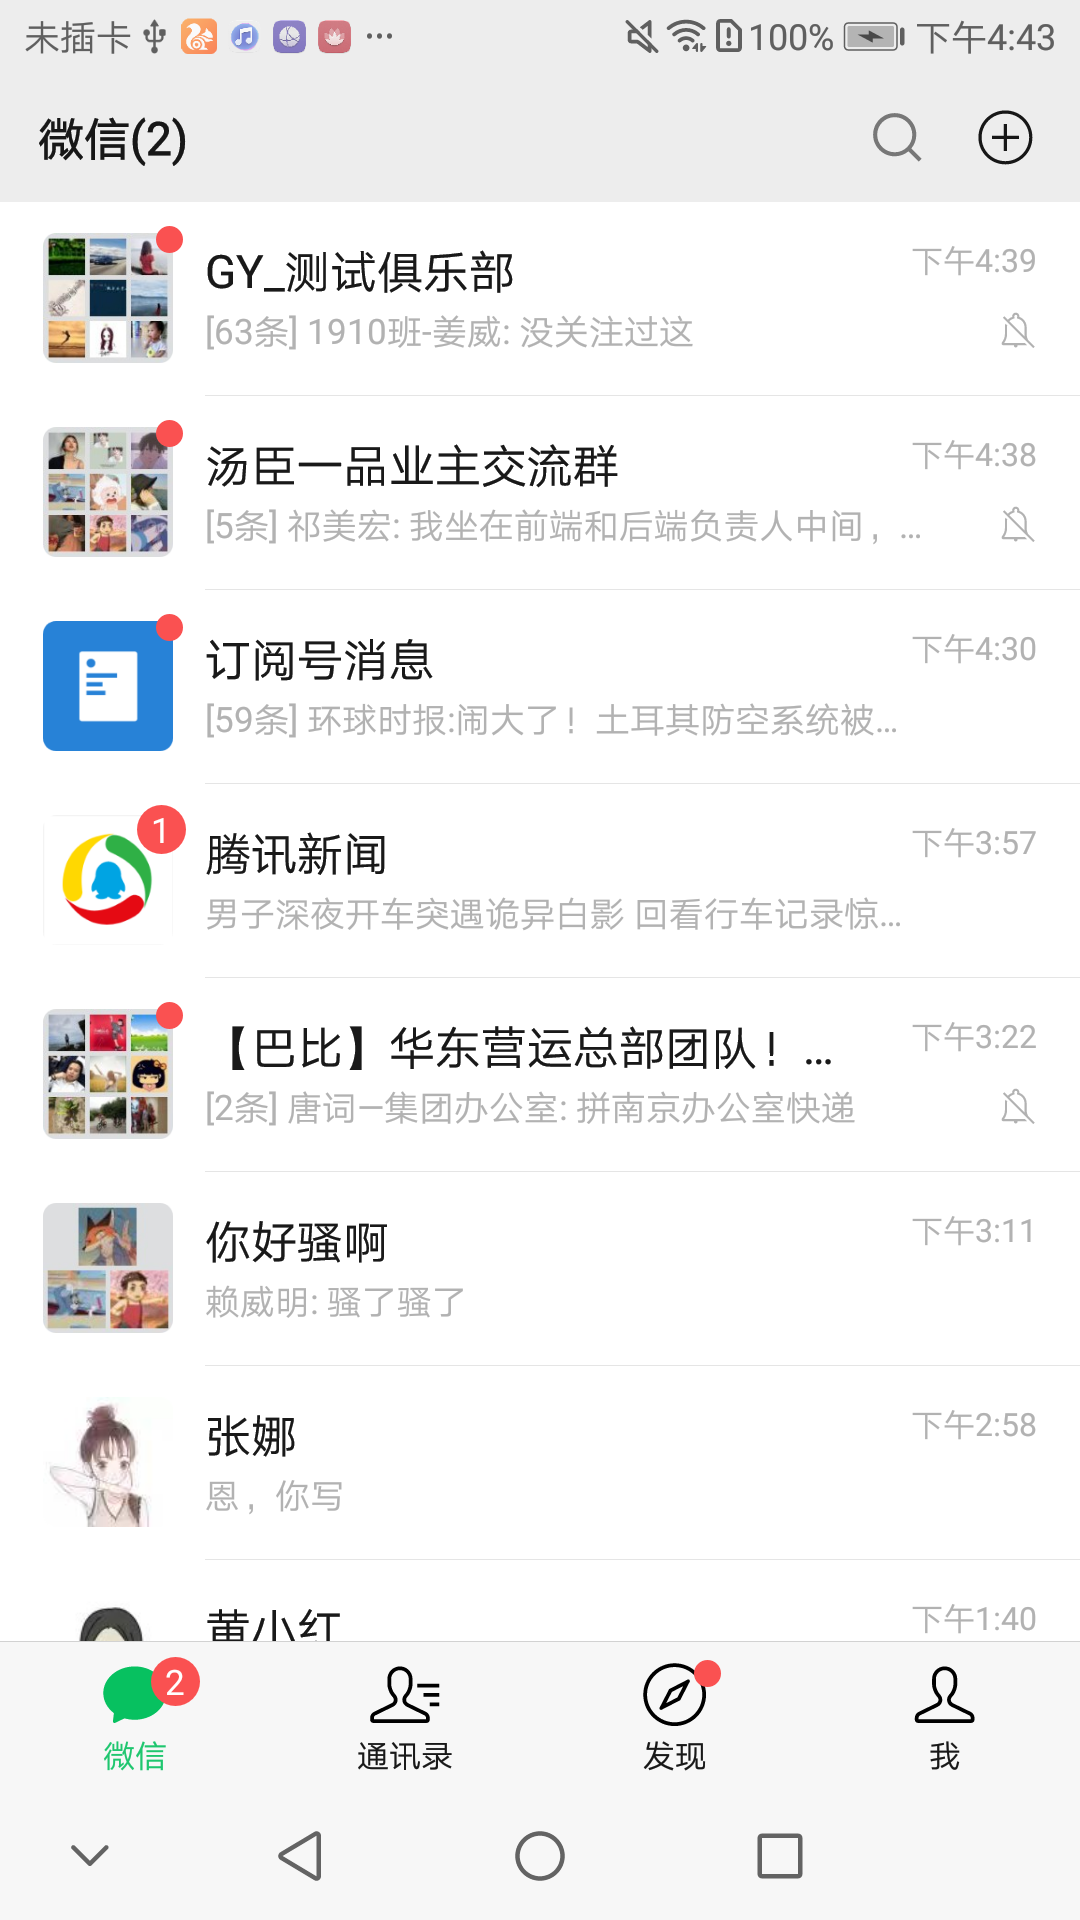 未插卡 100% 下午4:43
微信(2)
GY_测试俱乐部 下午4:39
[63条] 1910班-姜威: 没关注过这
汤臣一品业主交流群 下午4:38
[5条] 祁美宏: 我坐在前端和后端负责人中间，...
订阅号消息 下午4:30
[59条] 环球时报:闹大了！土耳其防空系统被...
1
腾讯新闻 下午3:57
男子深夜开车突遇诡异白影 回看行车记录惊...
【巴比】华东营运总部团队！... 下午3:22
[2条] 唐词一集团办公室: 拼南京办公室快递
你好骚啊 下午3:11
赖威明: 骚了骚了
张娜 下午2:58
恩，你写
黄小红 下午1:40
2
微信 通讯录 发现 我